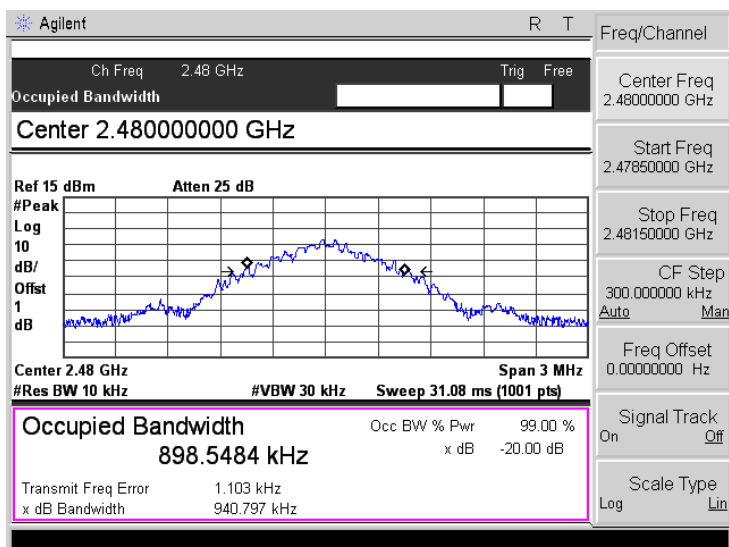 Agilent R T
Freq/Channel
Ch Freq 2.48 GHz Trig Free
Occupied Bandwidth
Center 2.480000000 GHz
Ref 15 dBm Atten 25 dB
#Peak
Log
10
dB/
Offst
1
dB
Center 2.48 GHz Span 3 MHz
#Res BW 10 kHz #VBW 30 kHz Sweep 31.08 ms (1001 pts)
Occupied Bandwidth Occ BW % Pwr 99.00 %
898.5484 kHz x dB -20.00 dB
Transmit Freq Error 1.103 kHz
x dB Bandwidth 940.797 kHz
Center Freq
2.48000000 GHz
Start Freq
2.47850000 GHz
Stop Freq
2.48150000 GHz
CF Step
300.000000 kHz
Auto Man
Freq Offset
0.00000000 Hz
Signal Track
On Off
Scale Type
Log Lin